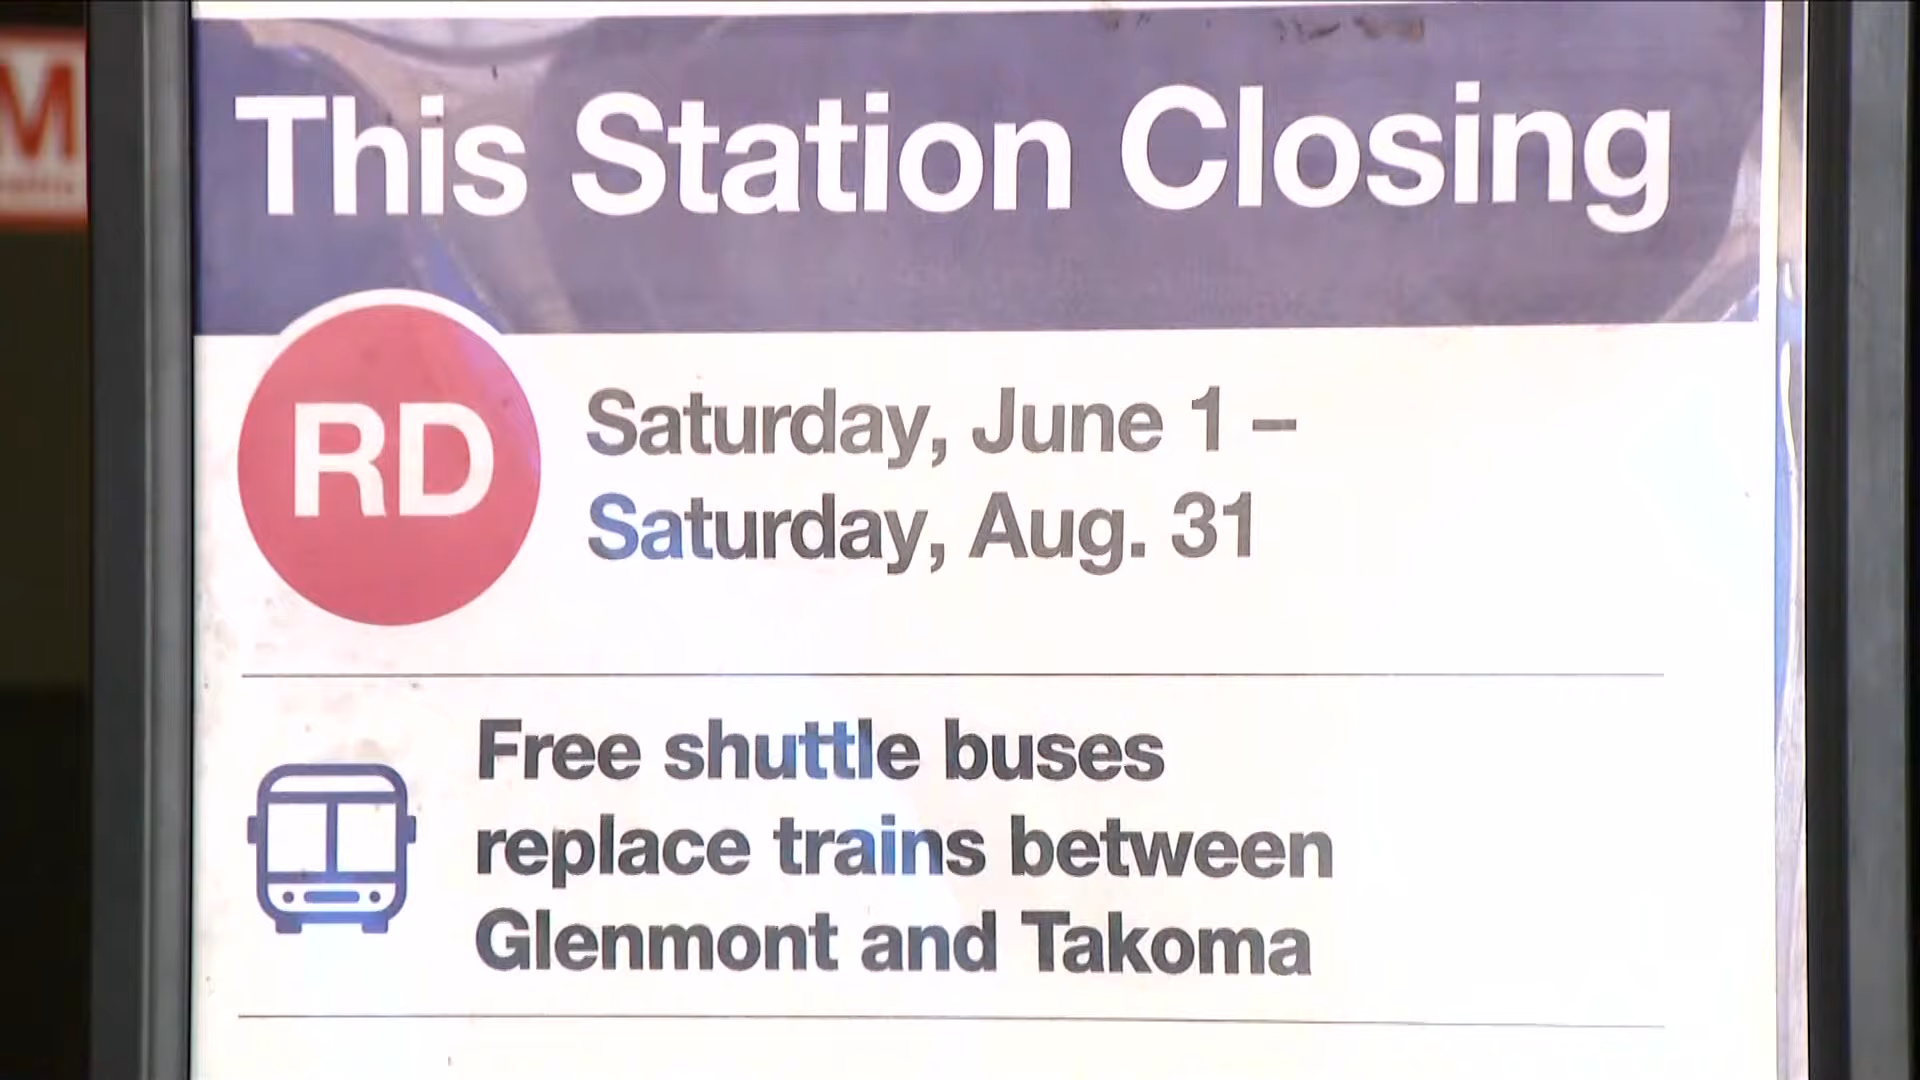 M
This Station Closing
RD
Saturday, June 1 –
Saturday, Aug. 31
Free shuttle buses
replace trains between
Glenmont and Takoma